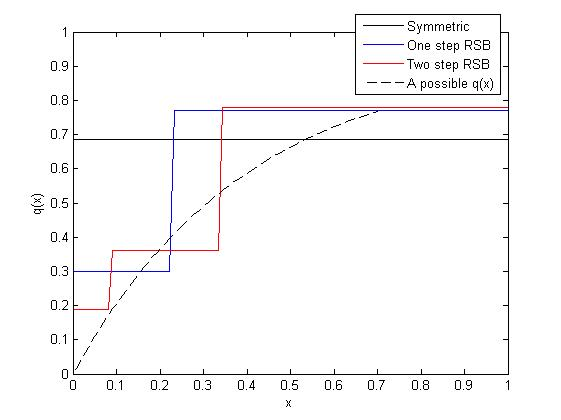 Symmetric
One step RSB
Two step RSB
A possible q(x)
1
0.9
0.8
0.7
0.6
0.5
0.4
0.3
0.2
0.1
0
q(x)
0 0.1 0.2 0.3 0.4 0.5 0.6 0.7 0.8 0.9 1
x